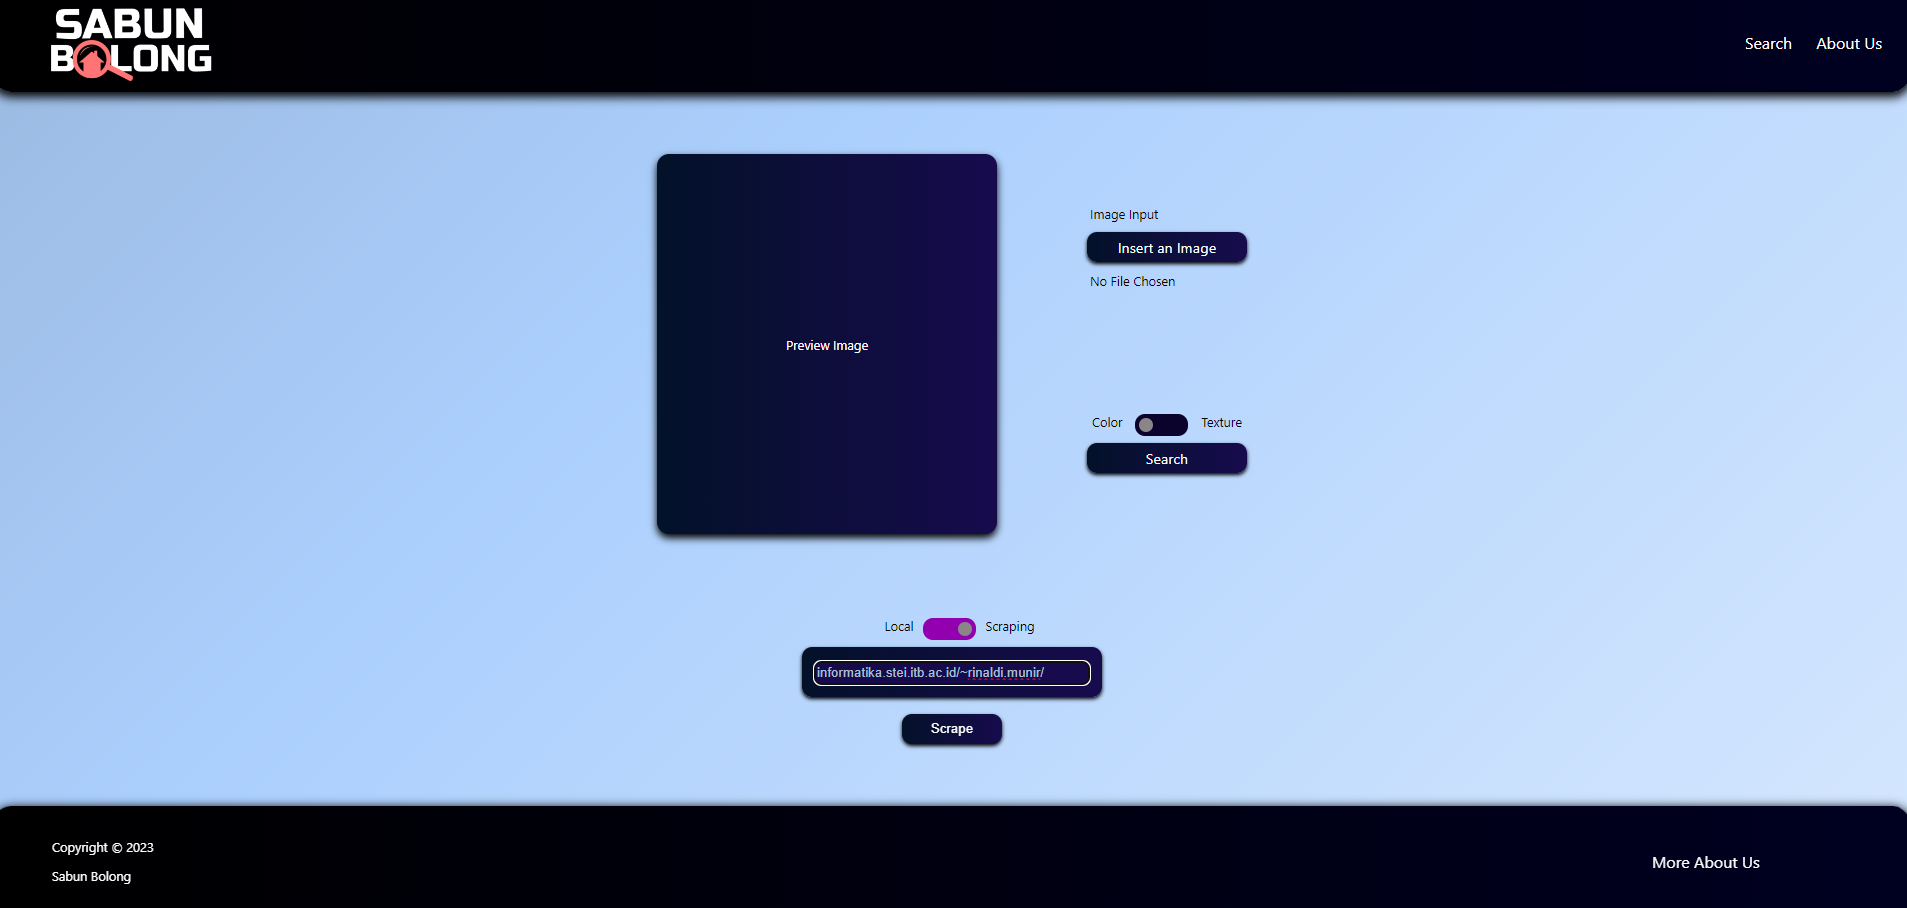 SABUN
BOLONG
Search
About Us
Preview Image
Image Input
Insert an Image
No File Chosen
Color
Texture
Search
Local
Scraping
informatika.stei.itb.ac.id/~rinaldi.munir/
Scrape
Copyright © 2023
Sabun Bolong
More About Us